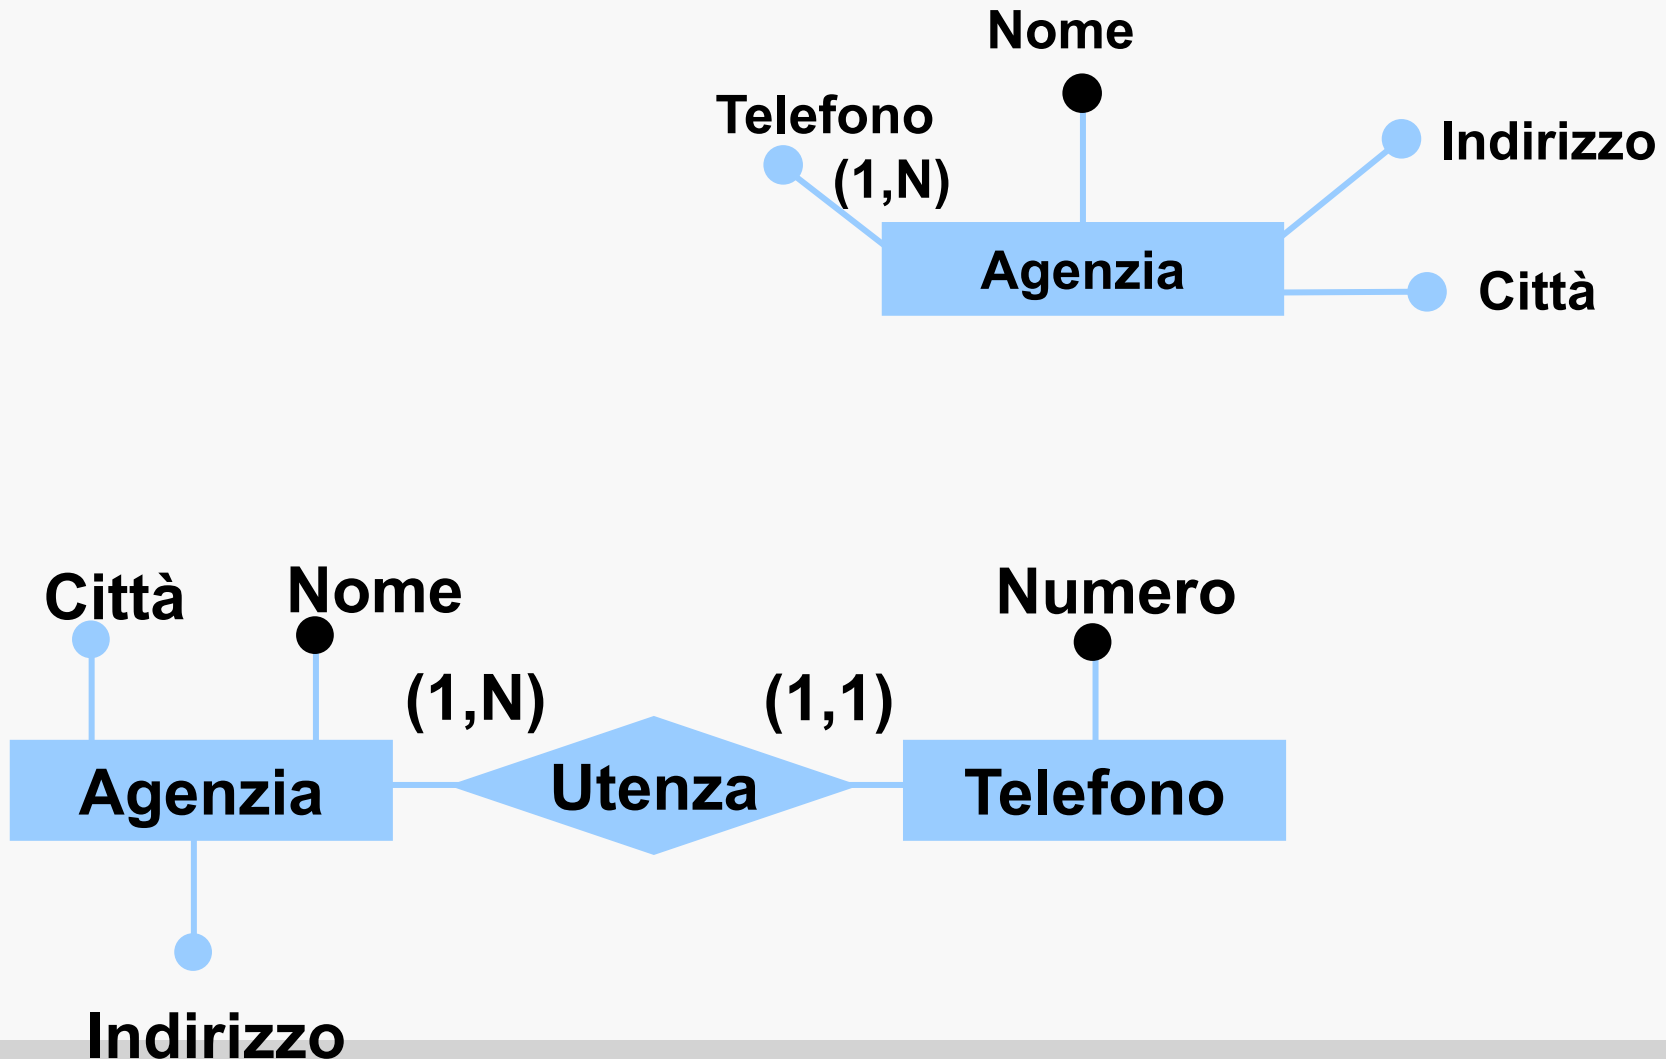 Nome
Telefono
(1,N)
Indirizzo
Agenzia
Città
Città
Nome
Numero
(1,N)
(1,1)
Agenzia
Utenza
Telefono
Indirizzo